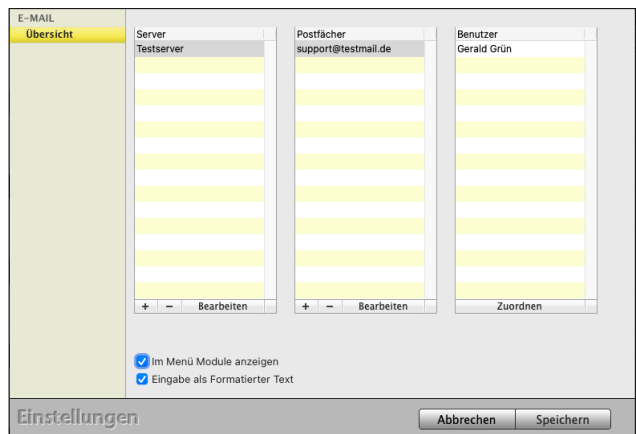 E-MAIL
Übersicht
Server
Testserver
+ − Bearbeiten
Postfächer
support@testmail.de
+ − Bearbeiten
Benutzer
Gerald Grün
Zuordnen
Im Menü Module anzeigen
Eingabe als Formatierter Text
Einstellungen
Abbrechen
Speichern